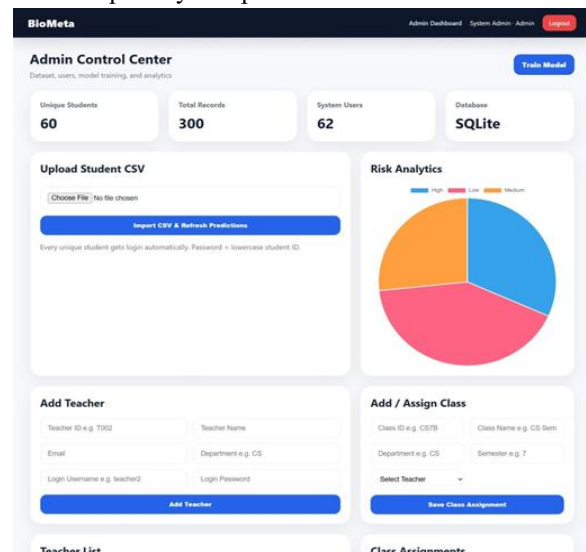 BioMeta
Admin Dashboard System Admin · Admin Logout
Admin Control Center
Dataset, users, model training, and analytics
Train Model
Unique Students
60
Total Records
300
System Users
62
Database
SQLite
Upload Student CSV
Choose File No file chosen
Import CSV & Refresh Predictions
Every unique student gets login automatically. Password = lowercase student ID.
Risk Analytics
High Low Medium
Add Teacher
Teacher ID e.g. T002 Teacher Name
Email Department e.g. CS
Login Username e.g. teacher2 Login Password
Add Teacher
Add / Assign Class
Class ID e.g. CS7B Class Name e.g. CS Sem
Department e.g. CS Semester e.g. 7
Select Teacher
Save Class Assignment
Teacher List
Class Assignments